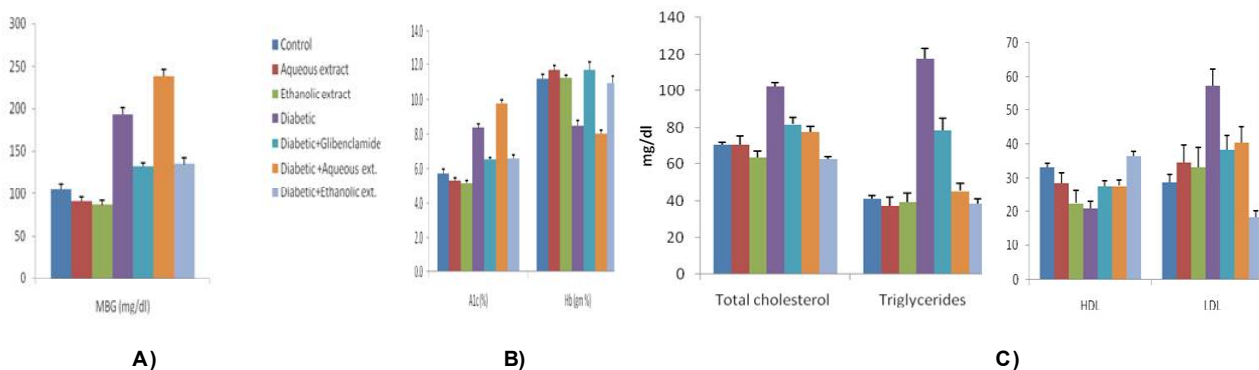 300
250
200
150
100
50
0
MBG (mg/dl)
Control
Aqueous extract
Ethanolic extract
Diabetic
Diabetic+Glibenclamide
Diabetic +Aqueous ext.
Diabetic+Ethanolic ext.
14.0
12.0
10.0
8.0
6.0
4.0
2.0
0.0
A1c (%)
Hb (gm %)
mg/dl
140
120
100
80
60
40
20
0
Total cholesterol
Triglycerides
70
60
50
40
30
20
10
0
HDL
LDL
A)
B)
C)